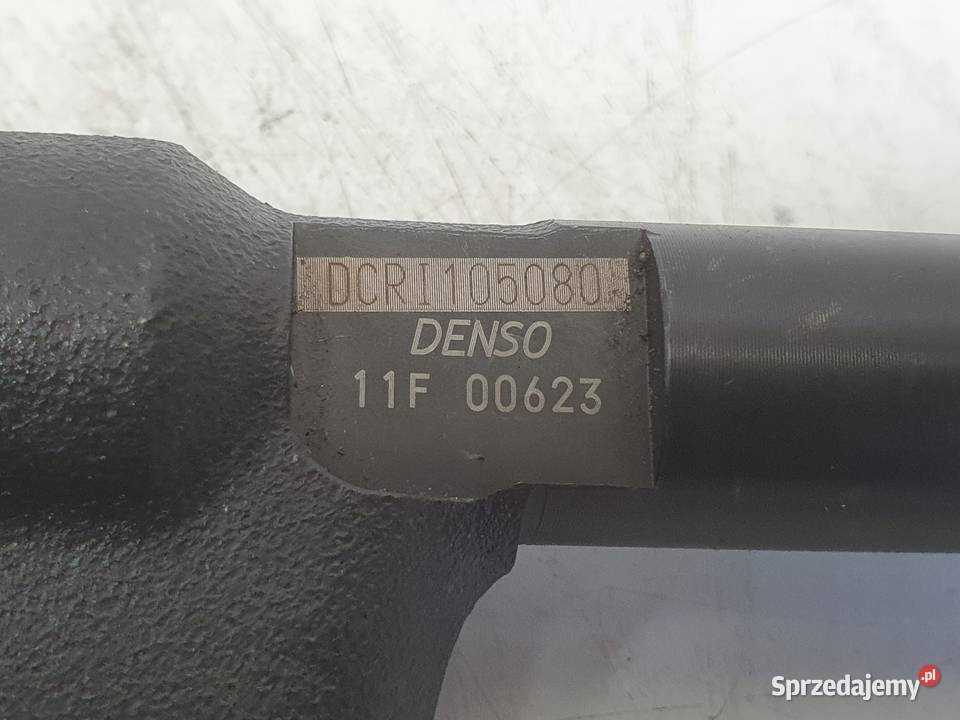 DCRI105080
DENSO
11F 00623
Sprzedajemy.pl